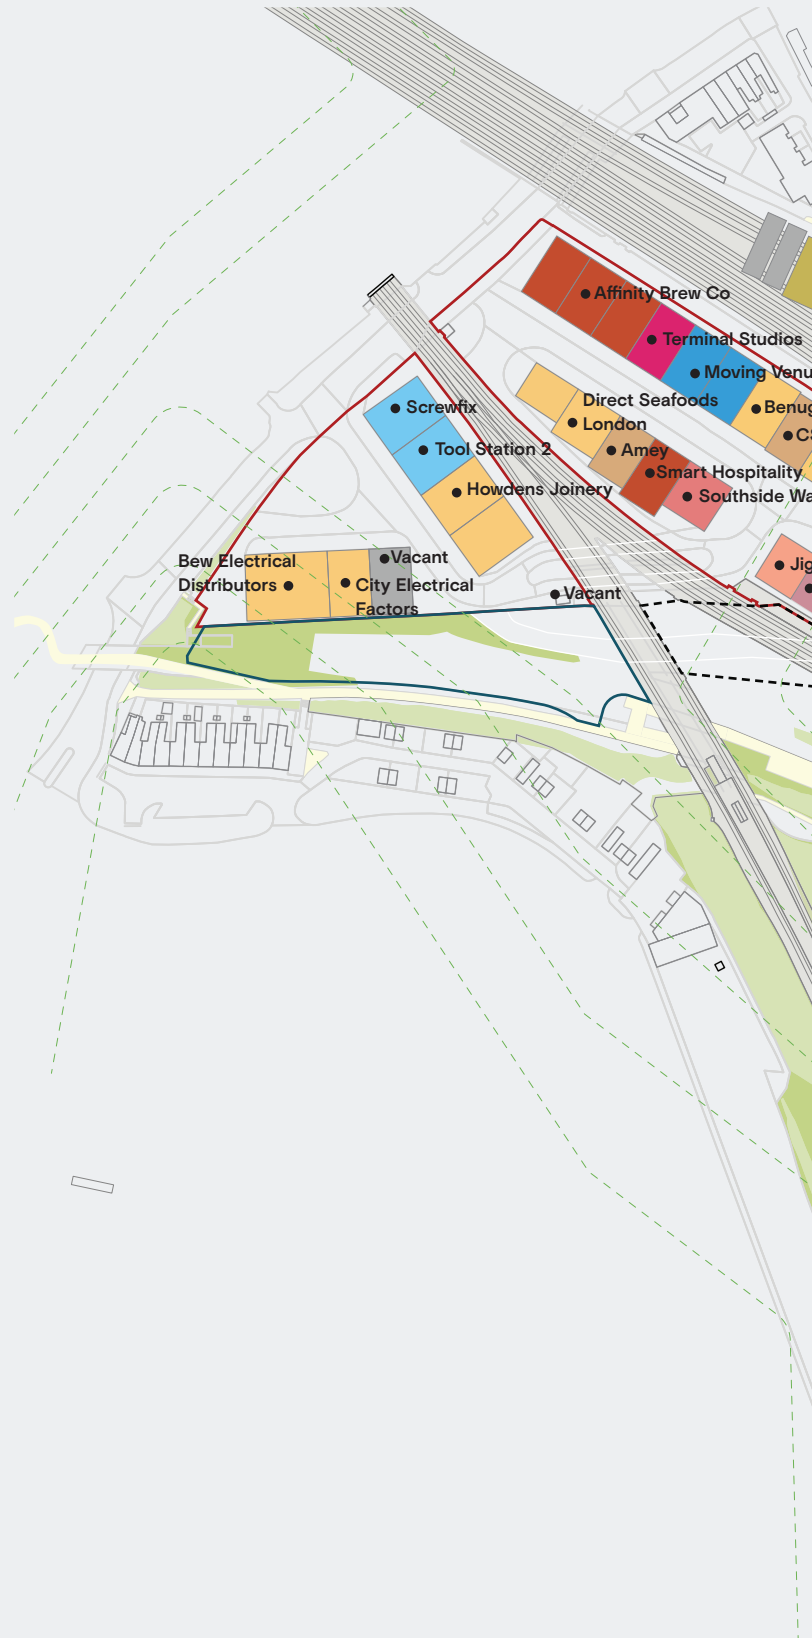 Affinity Brew Co
Terminal Studios
Moving Venu
Direct Seafoods
London
Benug
Screwfix
CS
Tool Station 2
Amey
Smart Hospitality
Howdens Joinery
Southside Wa
Bew Electrical
Distributors
Vacant
City Electrical
Factors
Jig
Vacant